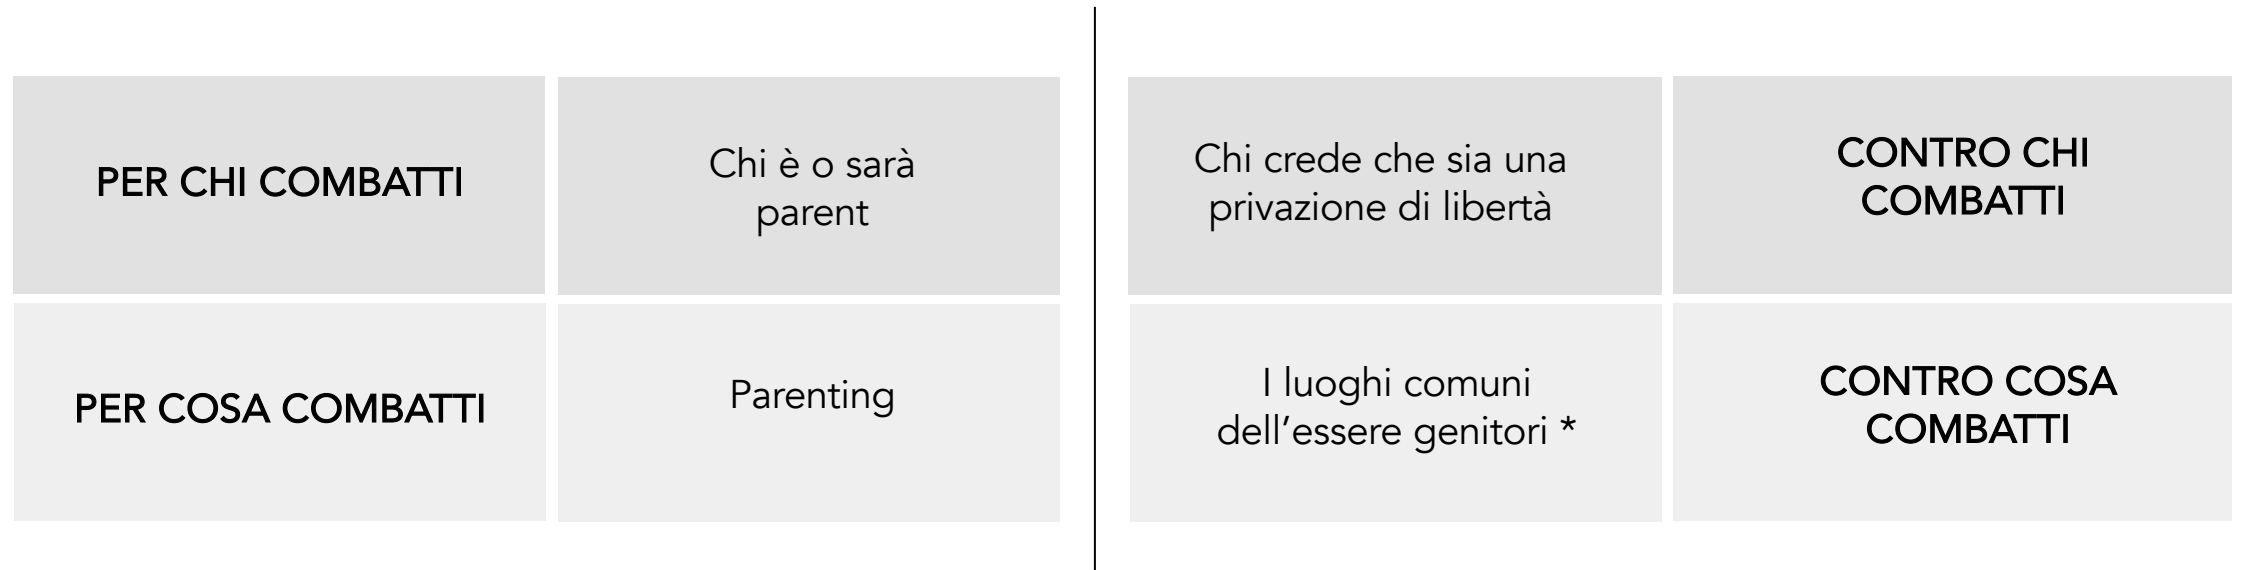 PER CHI COMBATTI
Chi è o sarà
parent
Chi crede che sia una
privazione di libertà
CONTRO CHI
COMBATTI
PER COSA COMBATTI
Parenting
I luoghi comuni
dell’essere genitori *
CONTRO COSA
COMBATTI